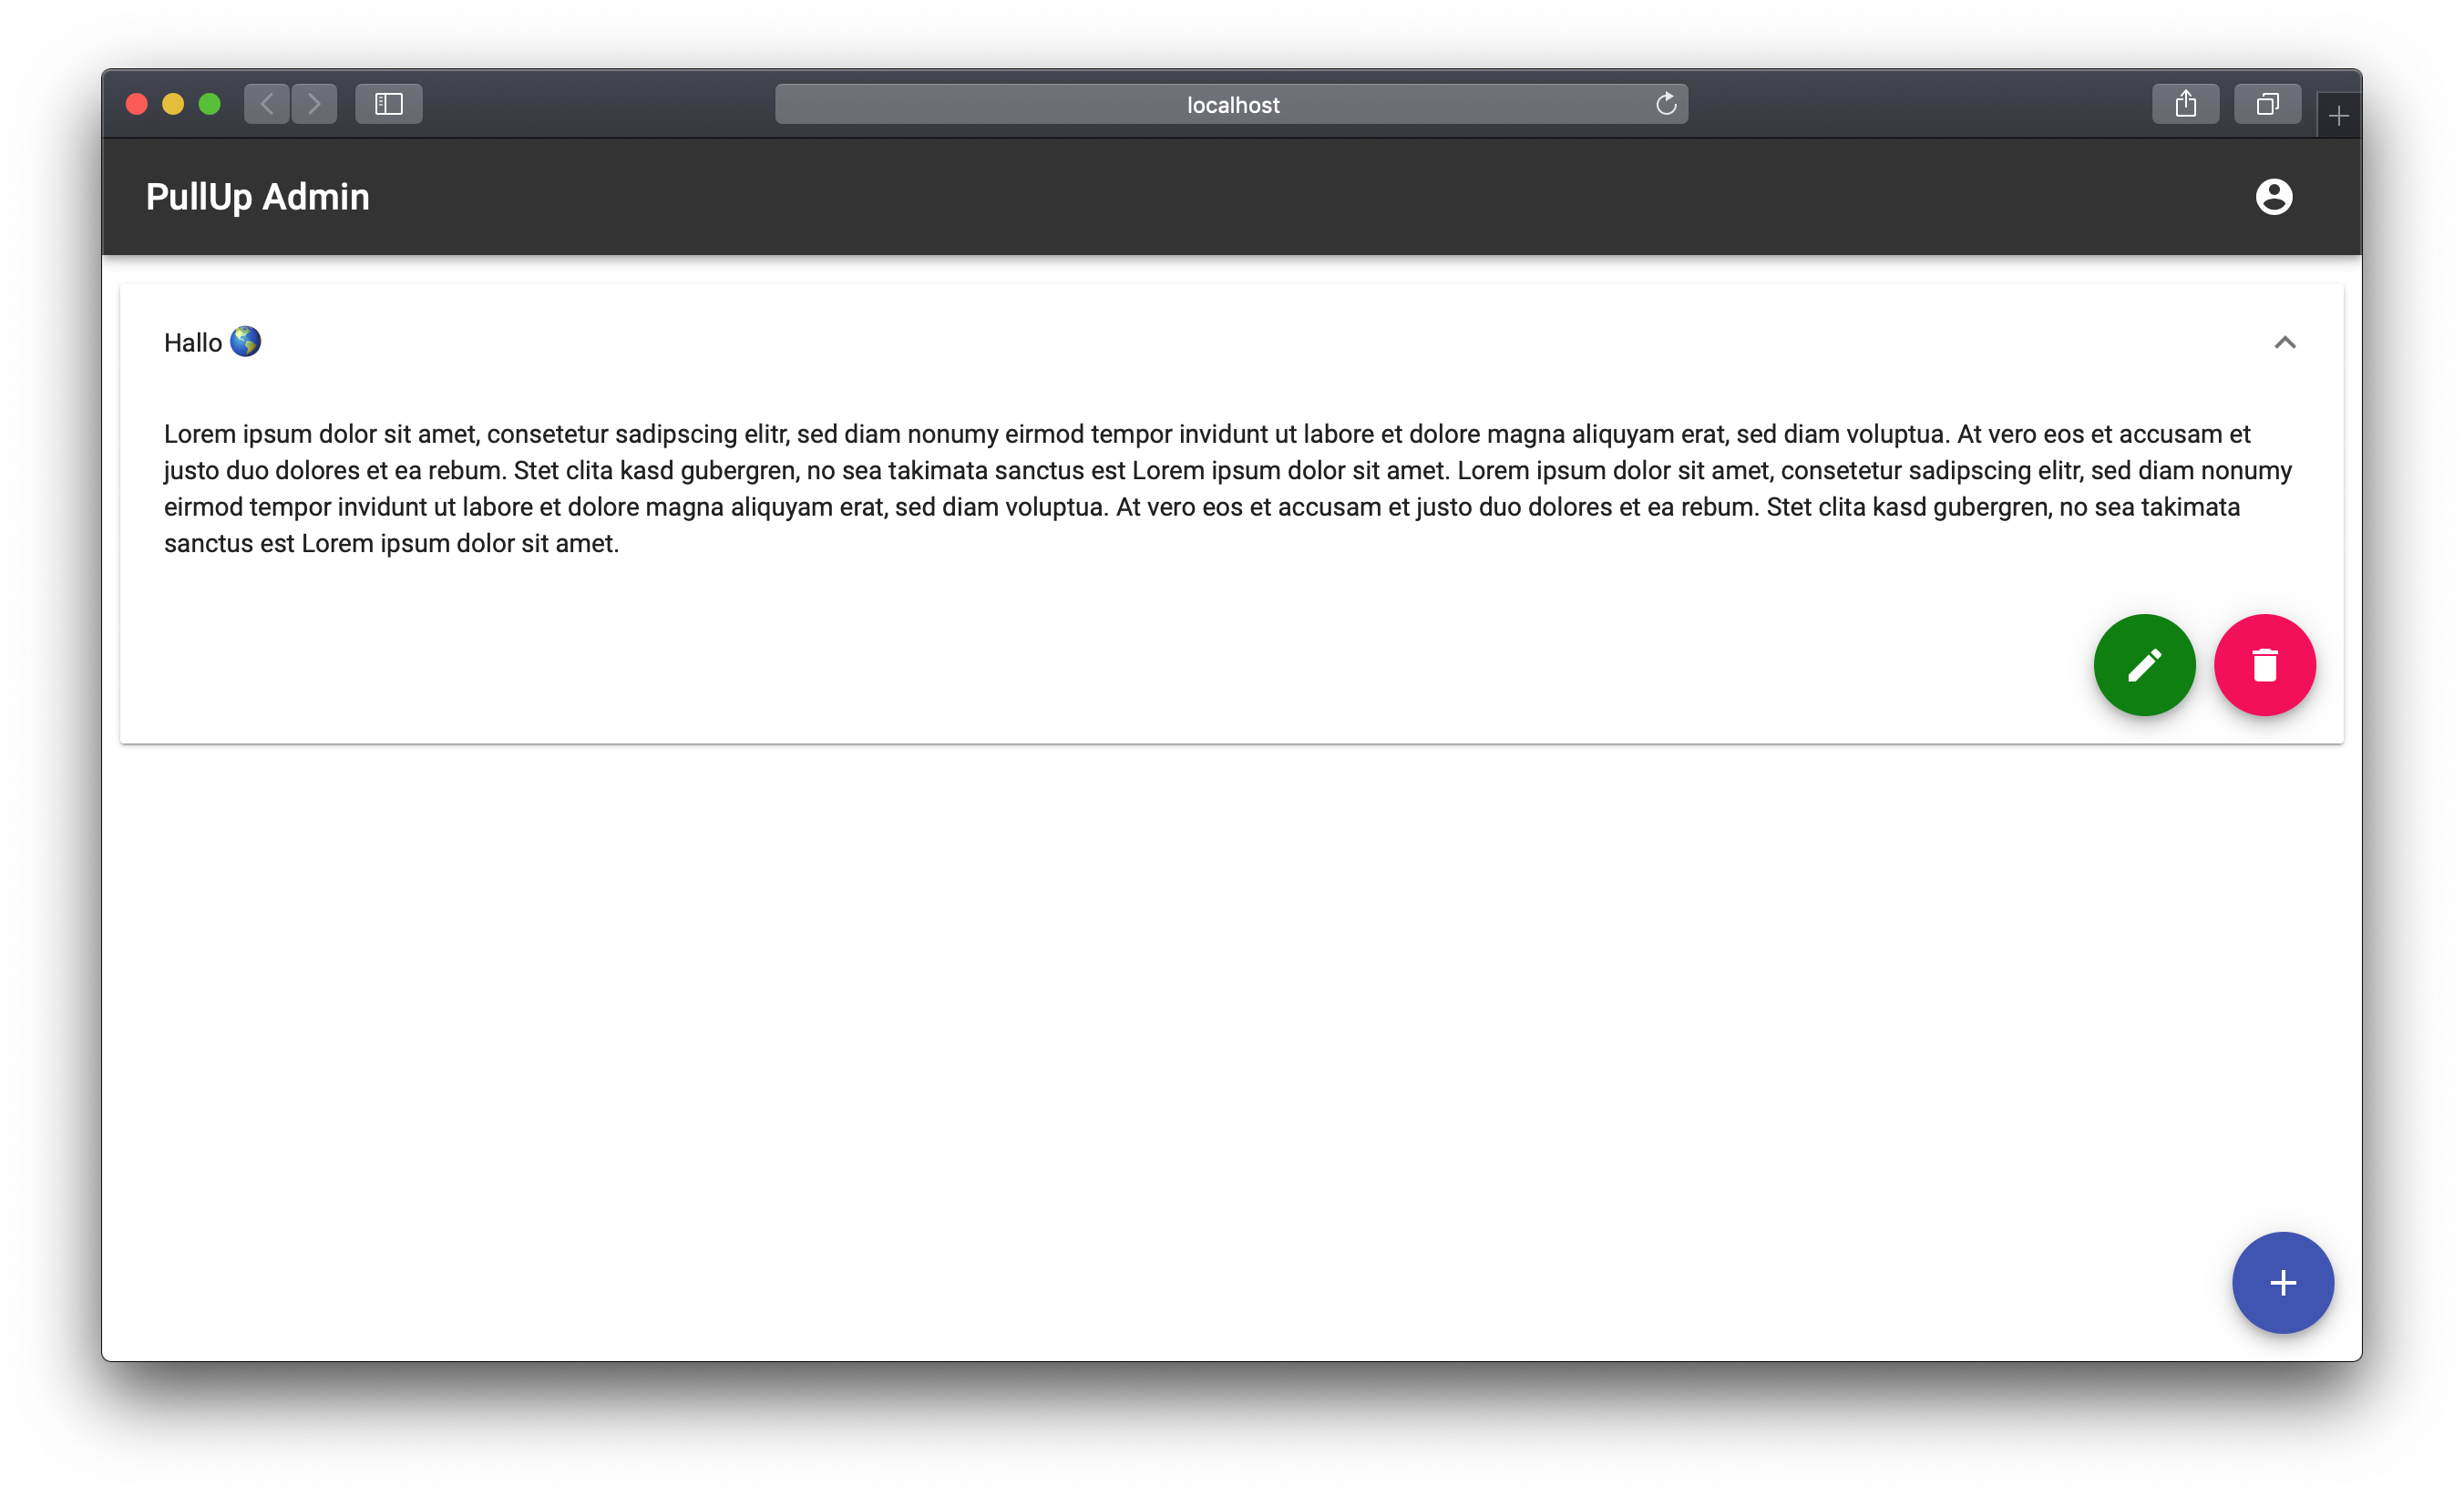 localhost
PullUp Admin
Hallo 🌎
Lorem ipsum dolor sit amet, consetetur sadipscing elitr, sed diam nonumy eirmod tempor invidunt ut labore et dolore magna aliquyam erat, sed diam voluptua. At vero eos et accusam et
justo duo dolores et ea rebum. Stet clita kasd gubergren, no sea takimata sanctus est Lorem ipsum dolor sit amet. Lorem ipsum dolor sit amet, consetetur sadipscing elitr, sed diam nonumy
eirmod tempor invidunt ut labore et dolore magna aliquyam erat, sed diam voluptua. At vero eos et accusam et justo duo dolores et ea rebum. Stet clita kasd gubergren, no sea takimata
sanctus est Lorem ipsum dolor sit amet.